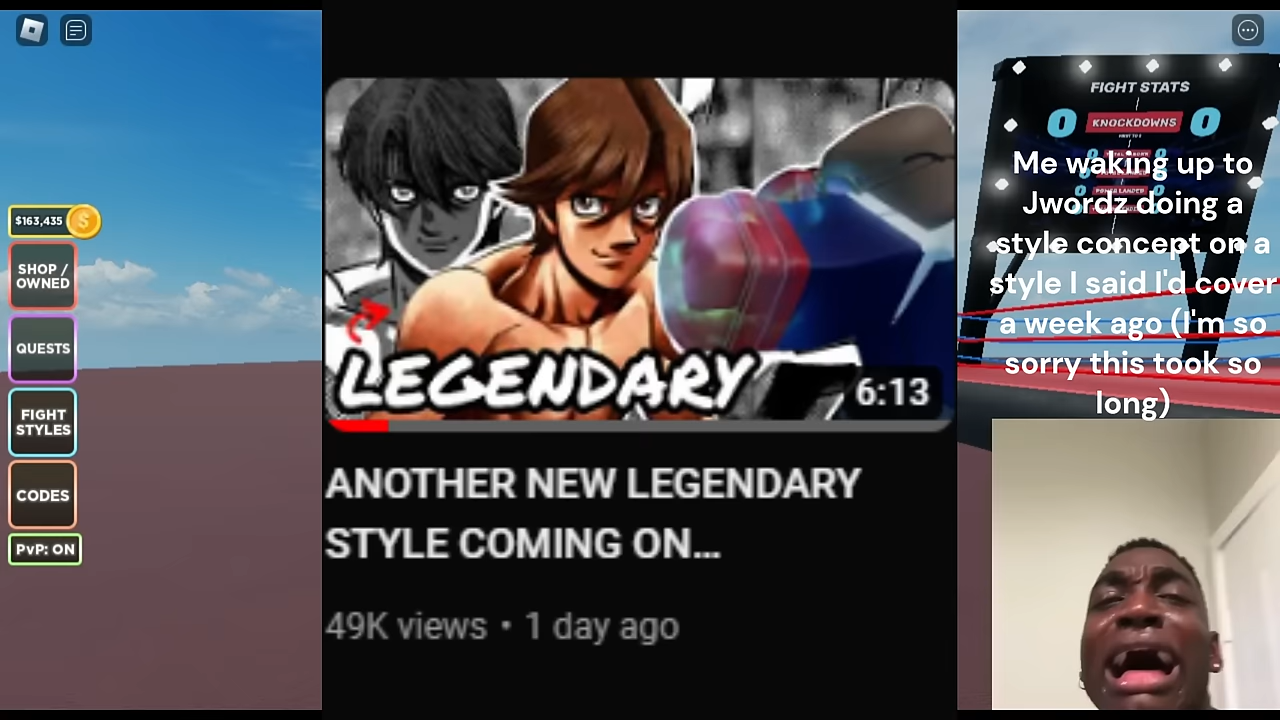 $163,435
SHOP /
OWNED
QUESTS
FIGHT
STYLES
CODES
PvP: ON
LEGENDARY
6:13
ANOTHER NEW LEGENDARY
STYLE COMING ON...
49K views • 1 day ago
FIGHT STATS
0 KNOCKDOWNS 0
Me waking up to
Jwordz doing a
style concept on a
style I said I'd cover
a week ago (I'm so
sorry this took so
long)